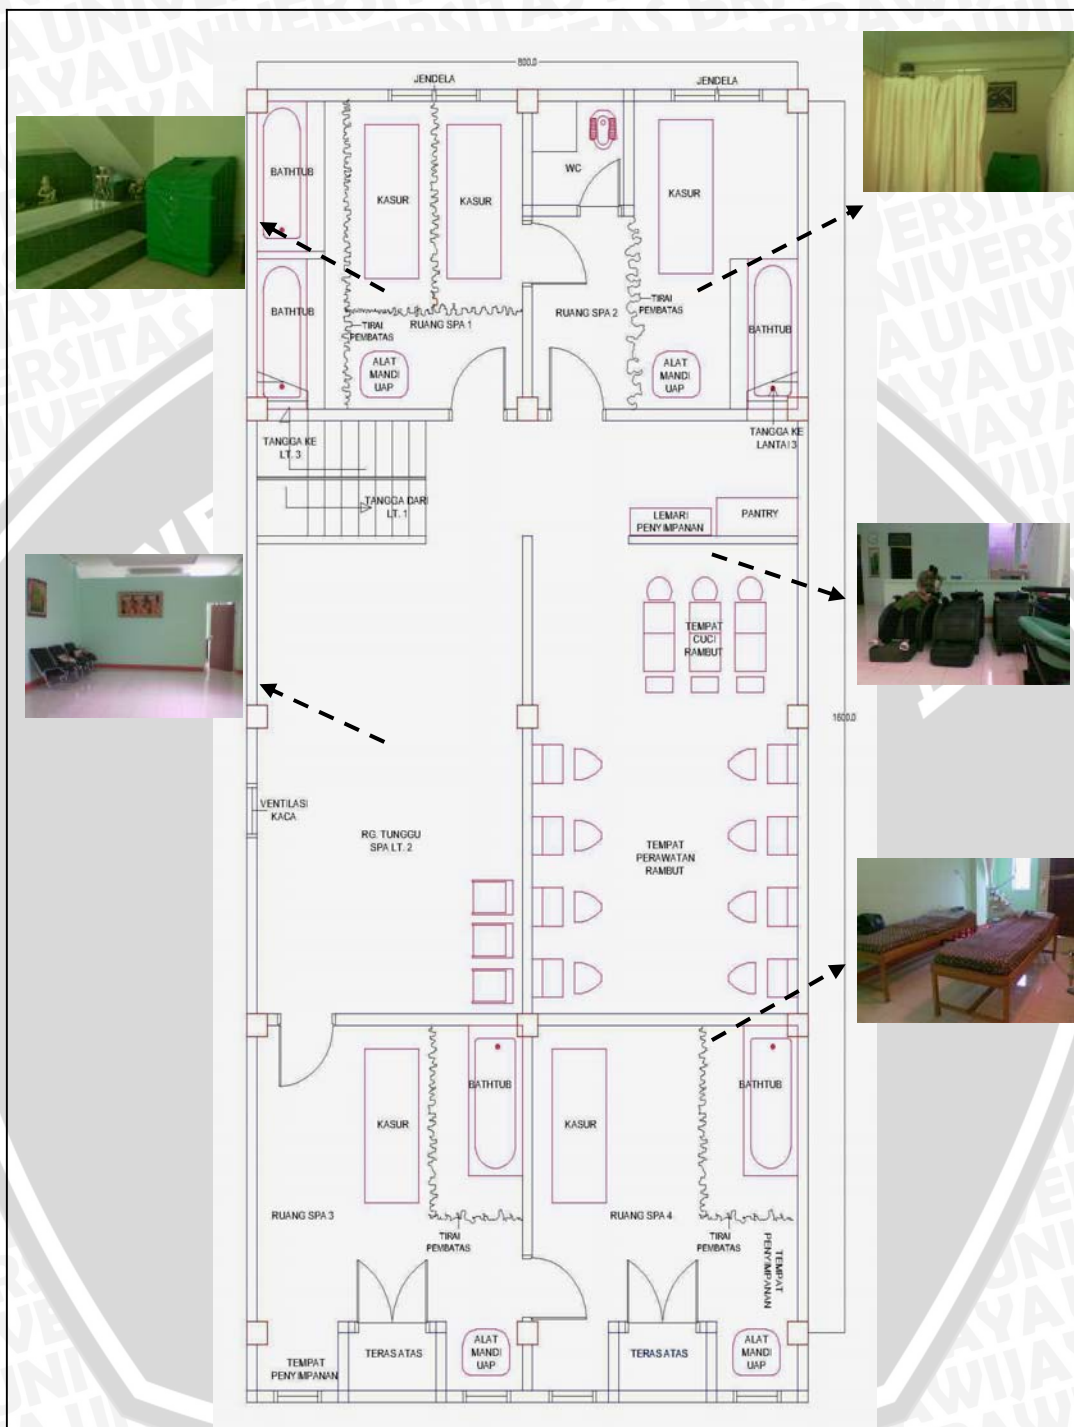 800.0
JENDELA
JENDELA
BATHTUB
KASUR
KASUR
WC
KASUR
BATHTUB
TIRAI
PEMBATAS
RUANG SPA 1
RUANG SPA 2
TIRAI
PEMBATAS
BATHTUB
ALAT
MANDI
UAP
ALAT
MANDI
UAP
TANGGA KE
LT. 3
TANGGA KE
LANTAI 3
TANGGA DARI
LT. 1
LEMARI
PENYIMPANAN
PANTRY
TEMPAT
CUCI
RAMBUT
1600.0
VENTILASI
KACA
RG. TUNGGU
SPA LT. 2
TEMPAT
PERAWATAN
RAMBUT
KASUR
BATHTUB
KASUR
BATHTUB
RUANG SPA 3
TIRAI
PEMBATAS
RUANG SPA 4
TIRAI
PEMBATAS
TEMPAT
PENYIMPANAN
TEMPAT
PENYIMPANAN
TERAS ATAS
ALAT
MANDI
UAP
TERAS ATAS
ALAT
MANDI
UAP